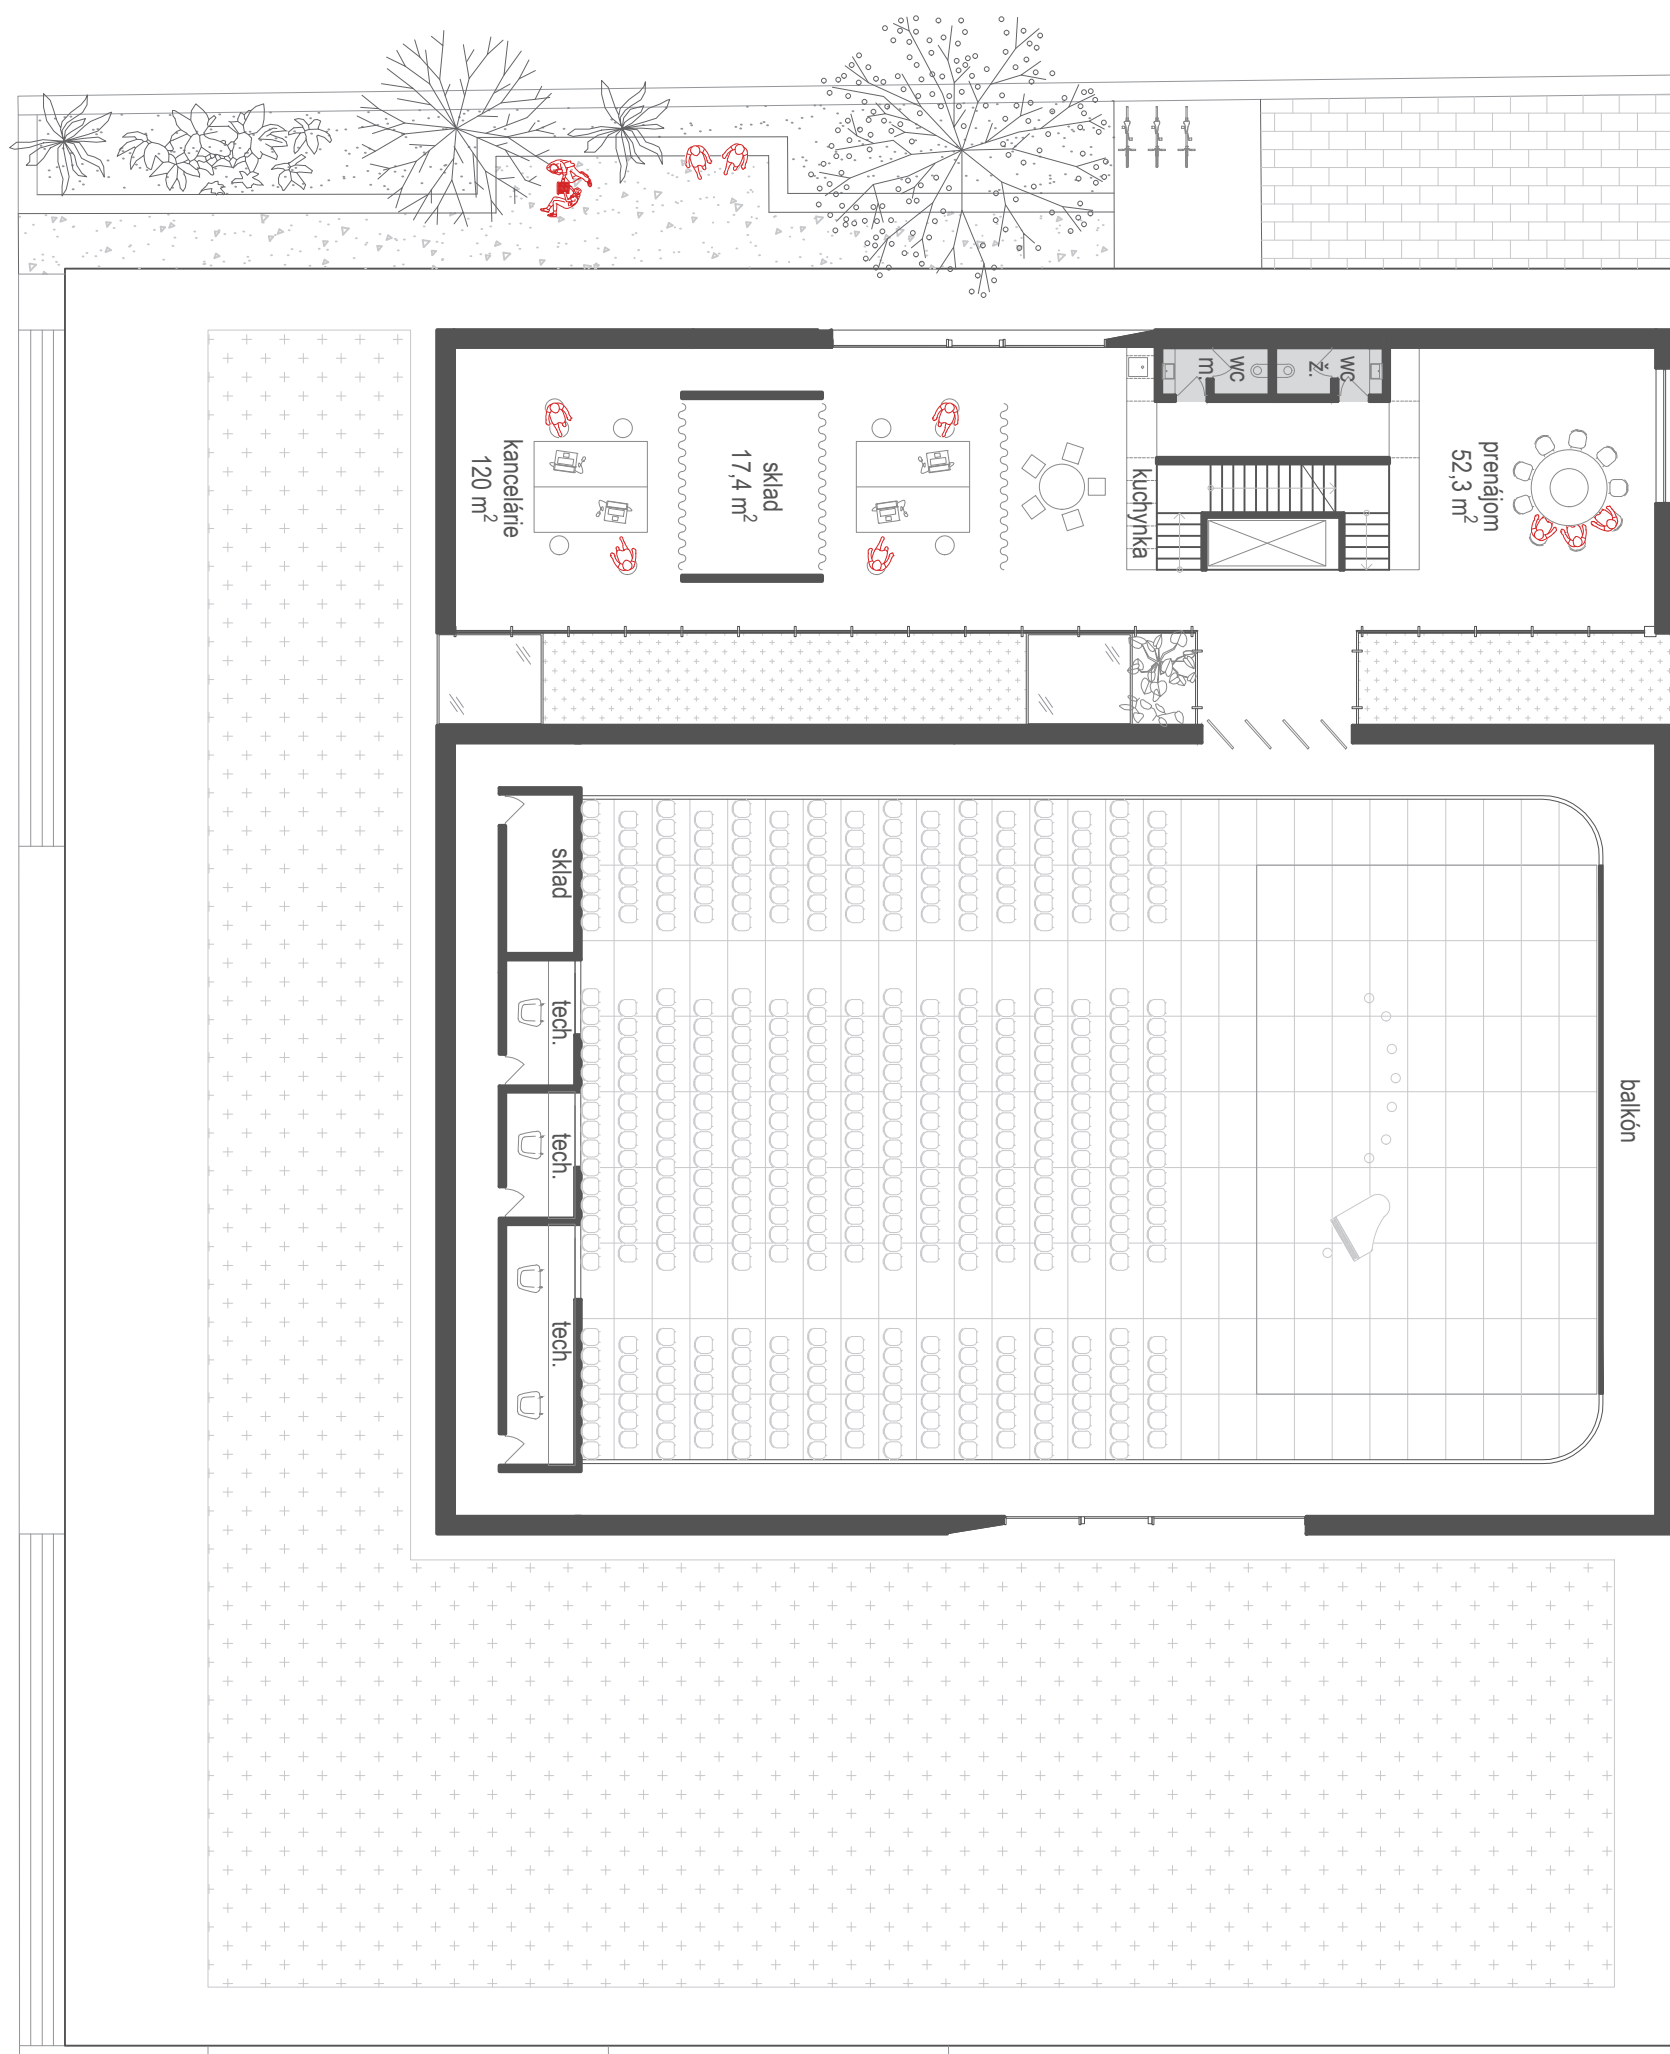 kancelárie
120 m²
sklad
17,4 m²
kuchynka
wc
m.
wc
ž.
prenájom
52,3 m²
sklad
tech.
tech.
tech.
balkón